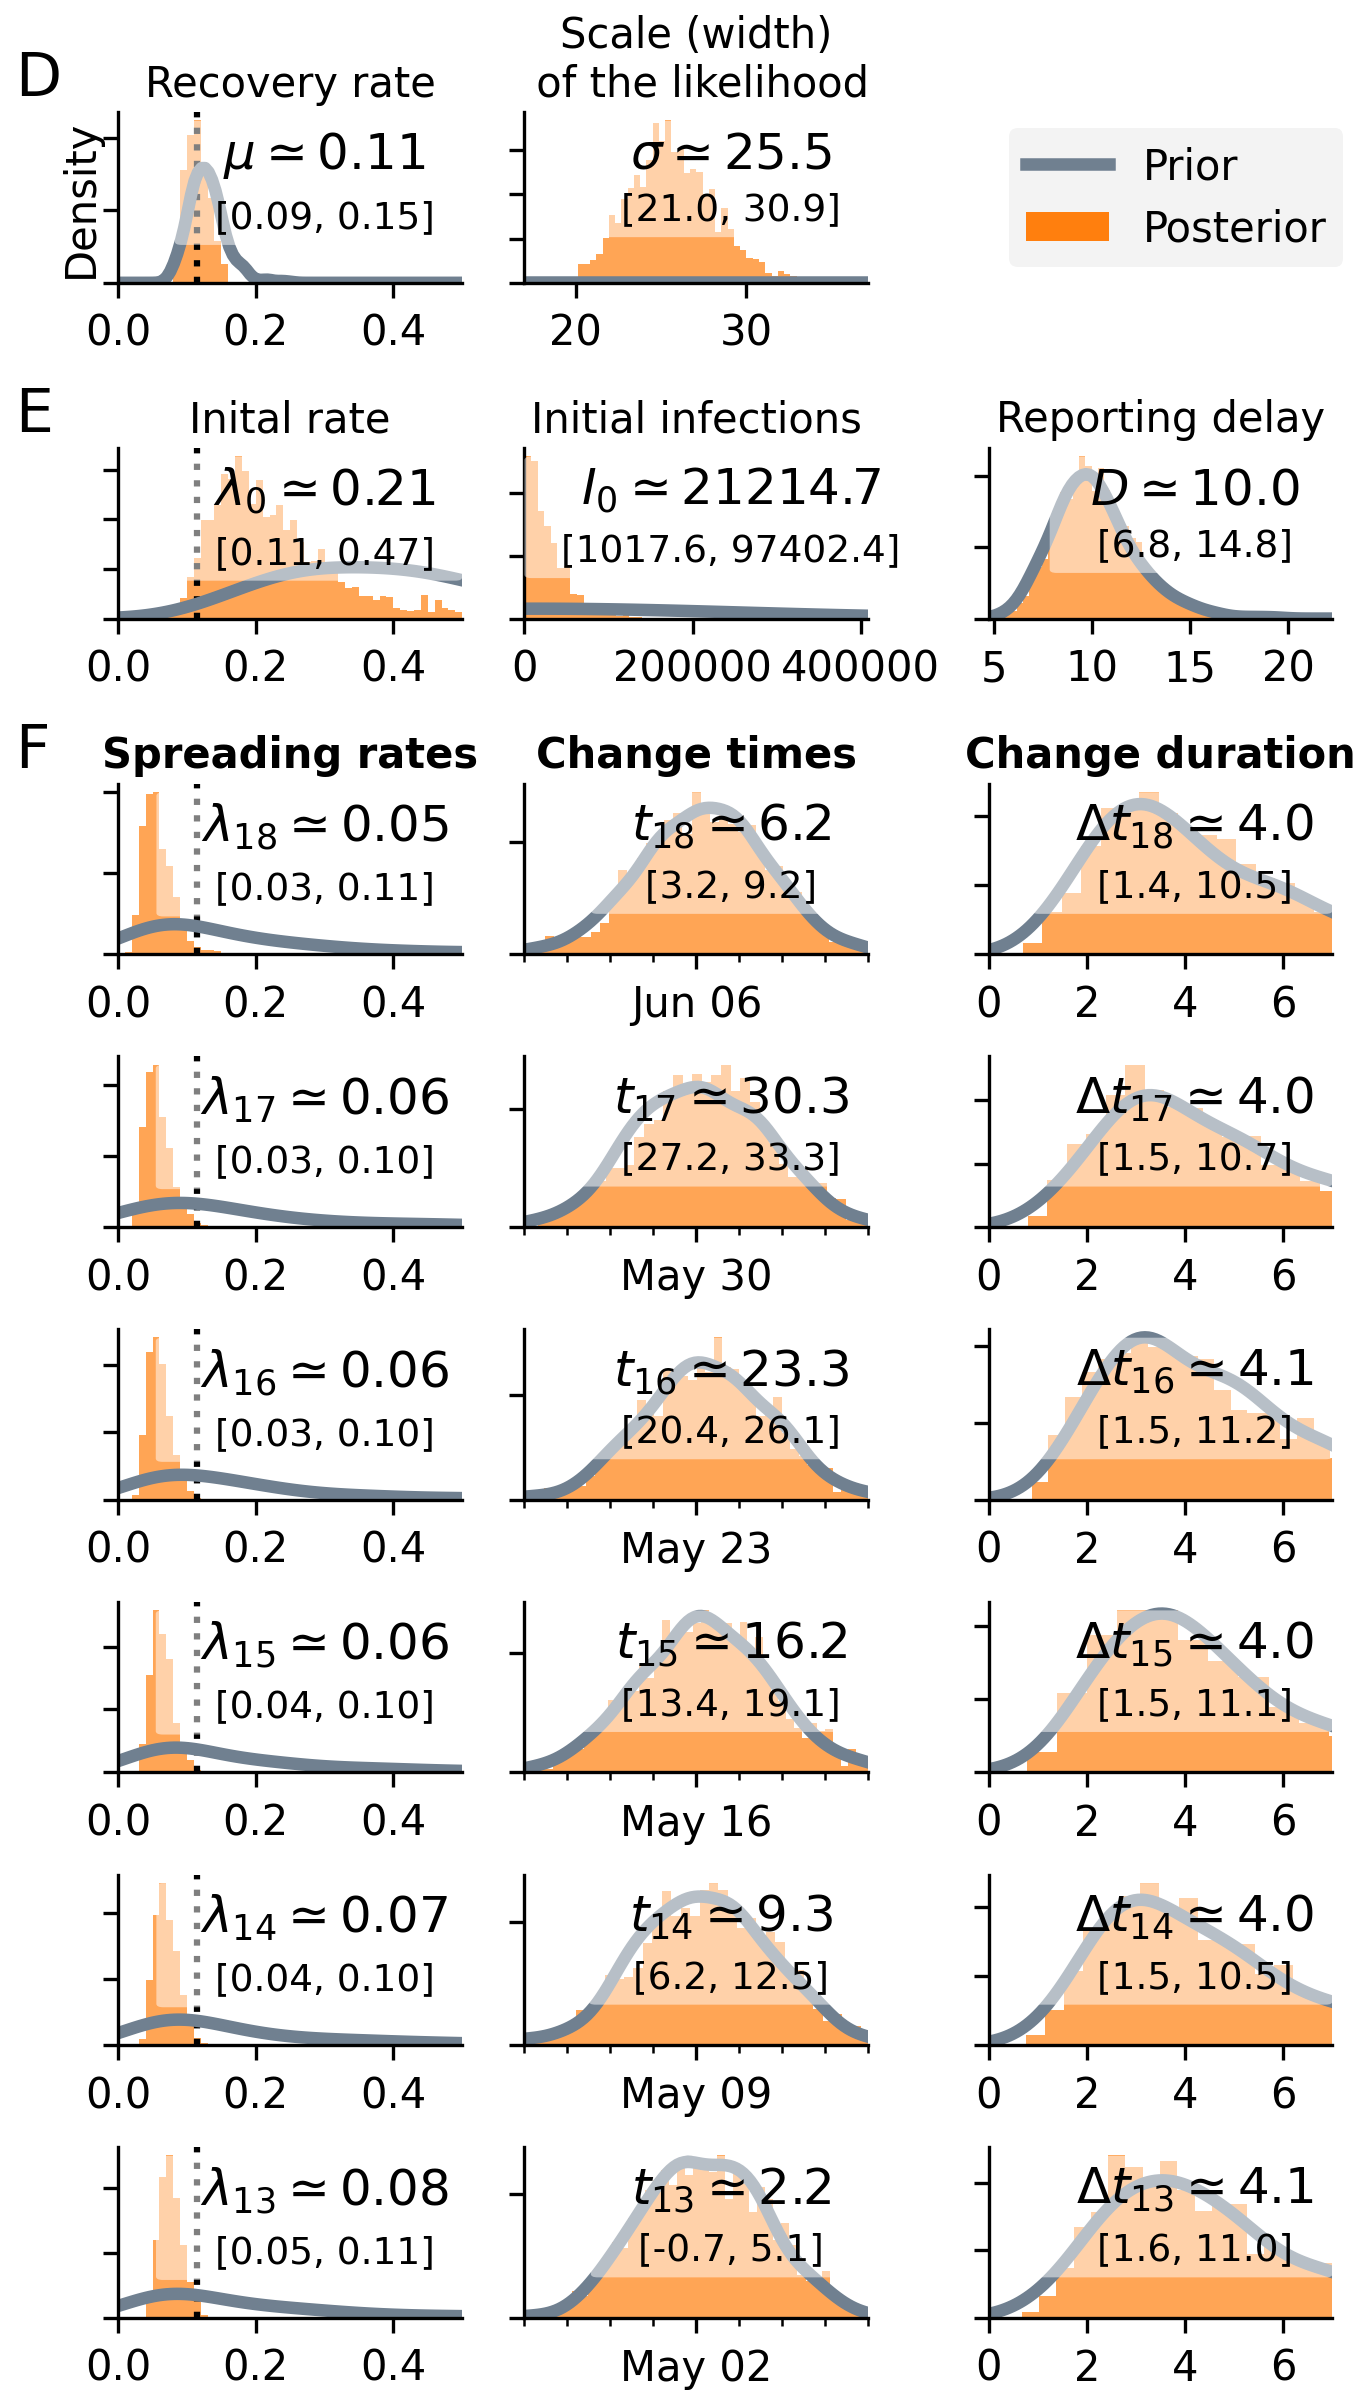 D
Recovery rate
Scale (width)
of the likelihood
Density
μ ≃ 0.11
[0.09, 0.15]
0.0 0.2 0.4
σ ≃ 25.5
[21.0, 30.9]
20 30
Prior
Posterior
E
Inital rate
λ0 ≃ 0.21
[0.11, 0.47]
0.0 0.2 0.4
Initial infections
I0 ≃ 21214.7
[1017.6, 97402.4]
0 200000 400000
Reporting delay
D ≃ 10.0
[6.8, 14.8]
5 10 15 20
F
Spreading rates
Change times
Change duration
λ18 ≃ 0.05
[0.03, 0.11]
0.0 0.2 0.4
t18 ≃ 6.2
[3.2, 9.2]
Jun 06
Δt18 ≃ 4.0
[1.4, 10.5]
0 2 4 6
λ17 ≃ 0.06
[0.03, 0.10]
0.0 0.2 0.4
t17 ≃ 30.3
[27.2, 33.3]
May 30
Δt17 ≃ 4.0
[1.5, 10.7]
0 2 4 6
λ16 ≃ 0.06
[0.03, 0.10]
0.0 0.2 0.4
t16 ≃ 23.3
[20.4, 26.1]
May 23
Δt16 ≃ 4.1
[1.5, 11.2]
0 2 4 6
λ15 ≃ 0.06
[0.04, 0.10]
0.0 0.2 0.4
t15 ≃ 16.2
[13.4, 19.1]
May 16
Δt15 ≃ 4.0
[1.5, 11.1]
0 2 4 6
λ14 ≃ 0.07
[0.04, 0.10]
0.0 0.2 0.4
t14 ≃ 9.3
[6.2, 12.5]
May 09
Δt14 ≃ 4.0
[1.5, 10.5]
0 2 4 6
λ13 ≃ 0.08
[0.05, 0.11]
0.0 0.2 0.4
t13 ≃ 2.2
[-0.7, 5.1]
May 02
Δt13 ≃ 4.1
[1.6, 11.0]
0 2 4 6